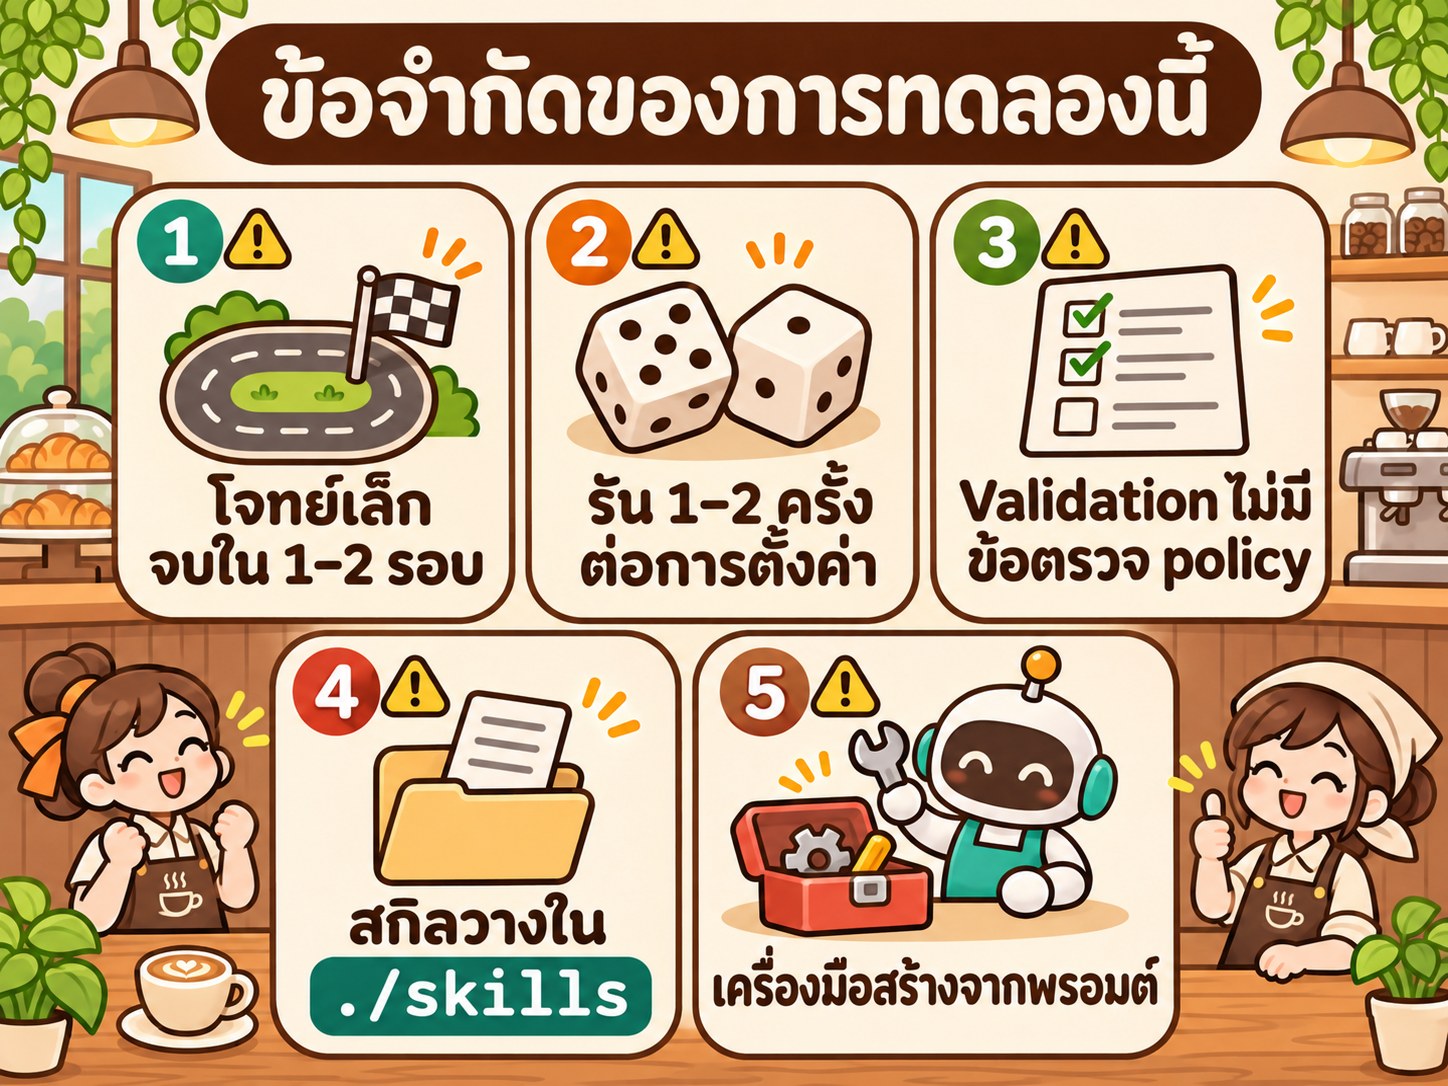 ข้อจำกัดของการทดลองนี้
1
โจทย์เล็ก
จบใน 1–2 รอบ
2
รัน 1–2 ครั้ง
ต่อการตั้งค่า
3
Validation ไม่มี
ข้อตรวจ policy
4
สกิลวางใน
./skills
5
เครื่องมือสร้างจากพรอมต์